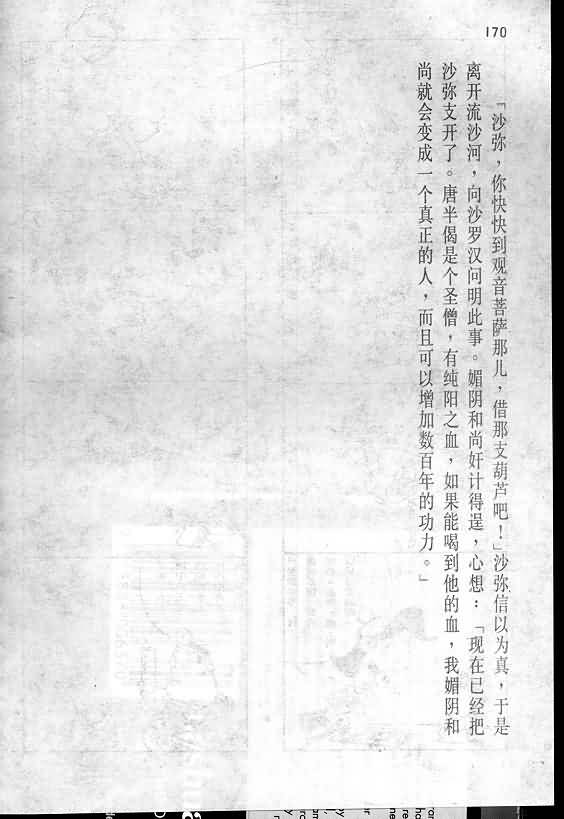 170
「沙弥，你快快到观音菩萨那儿，借那支葫芦吧！」沙弥信以为真，于是
离开流沙河，向沙罗汉问明此事。媚阴和尚奸计得逞，心想：「现在已经把
沙弥支开了。唐半偈是个圣僧，有纯阳之血，如果能喝到他的血，我媚阴和
尚就会变成一个真正的人，而且可以增加数百年的功力。」